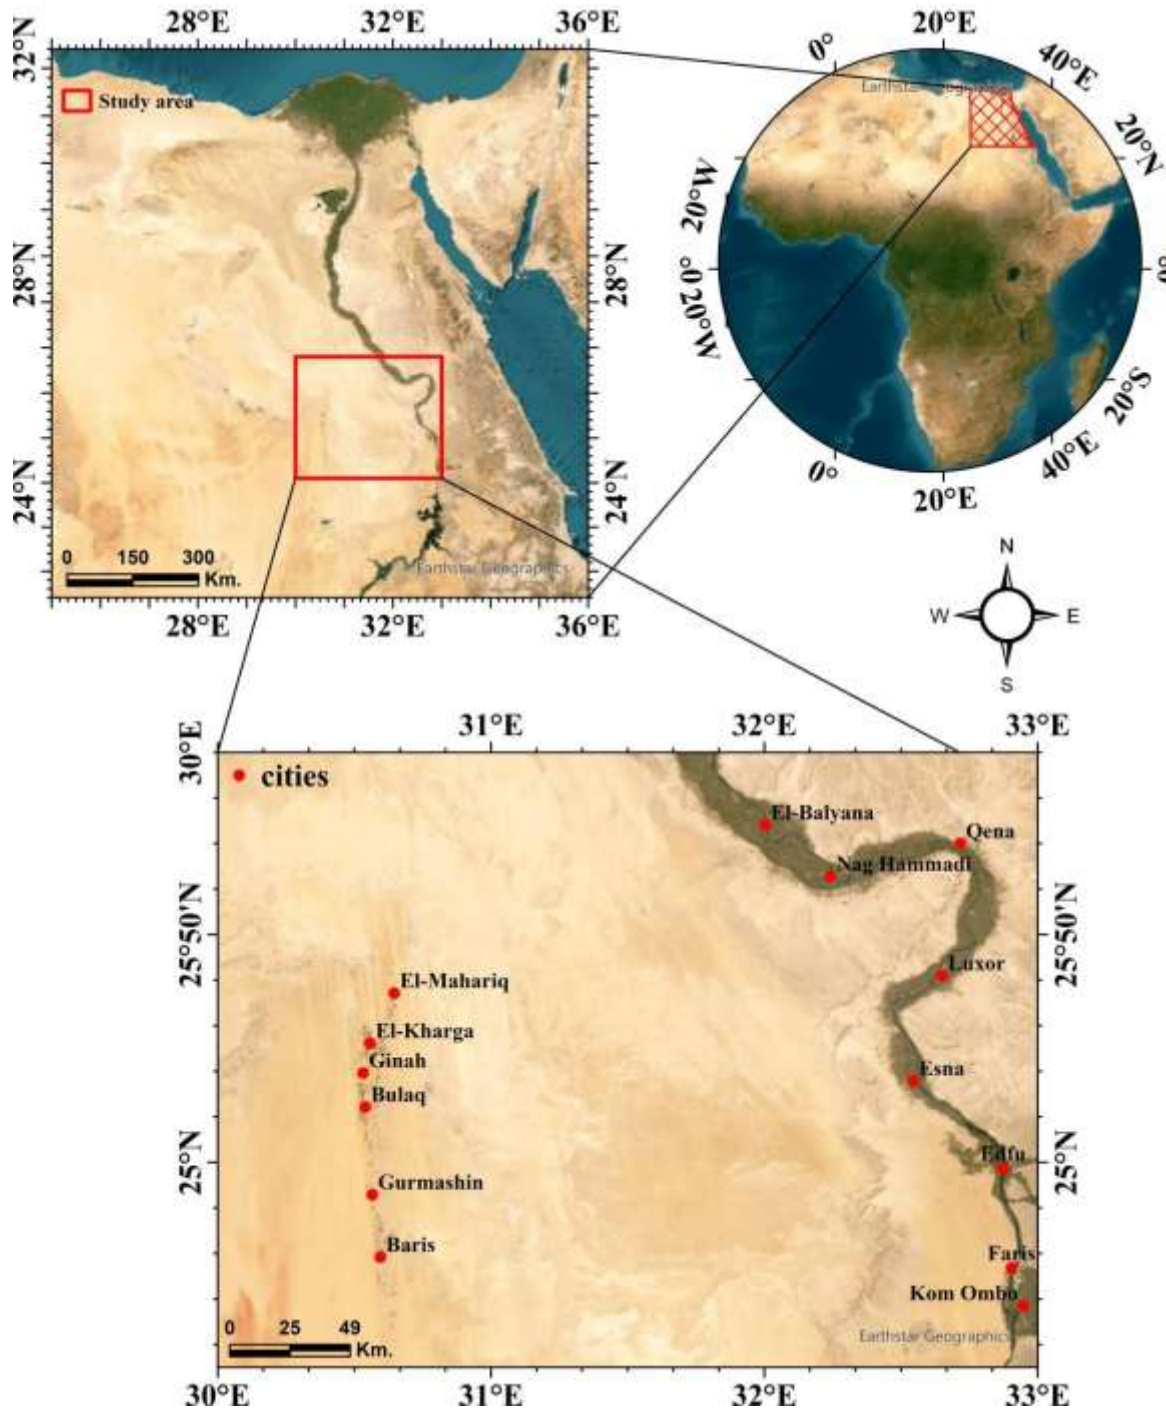 28°E 32°E 36°E
32°N
Study area
28°N
28°N
24°N
24°N
0 150 300
Km.
Earthstar Geographics
28°E 32°E 36°E
0° 20°E 40°E
Earthstar Geographics
20°N
20°W
0°
20°W
0°
20°S
0° 20°E 40°E
N
W E
S
31°E 32°E 33°E
30°E
cities
El-Balyana
Qena
Nag Hammadi
25°50'N
25°50'N
Luxor
El-Mahariq
El-Kharga
Ginah
Esna
Bulaq
25°N
Edfu
25°N
Gurmashin
Baris
Faris
Kom Ombo
0 25 49
Km.
Earthstar Geographics
30°E 31°E 32°E 33°E